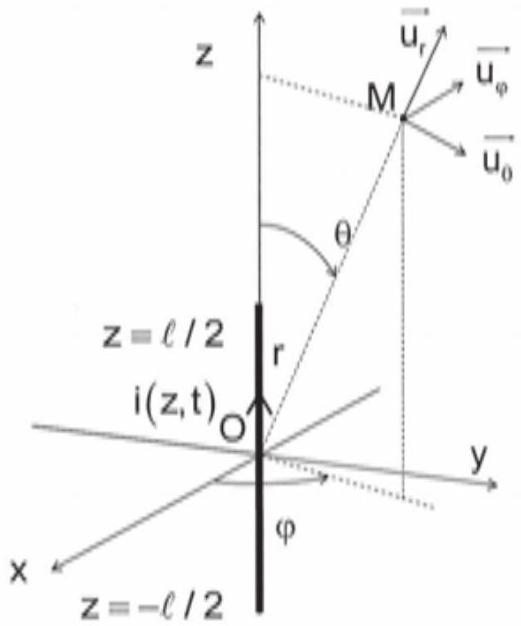 z
u_r
M
u_φ
u_θ
θ
z = ℓ / 2
r
i(z,t)
O
y
φ
x
z = -ℓ / 2